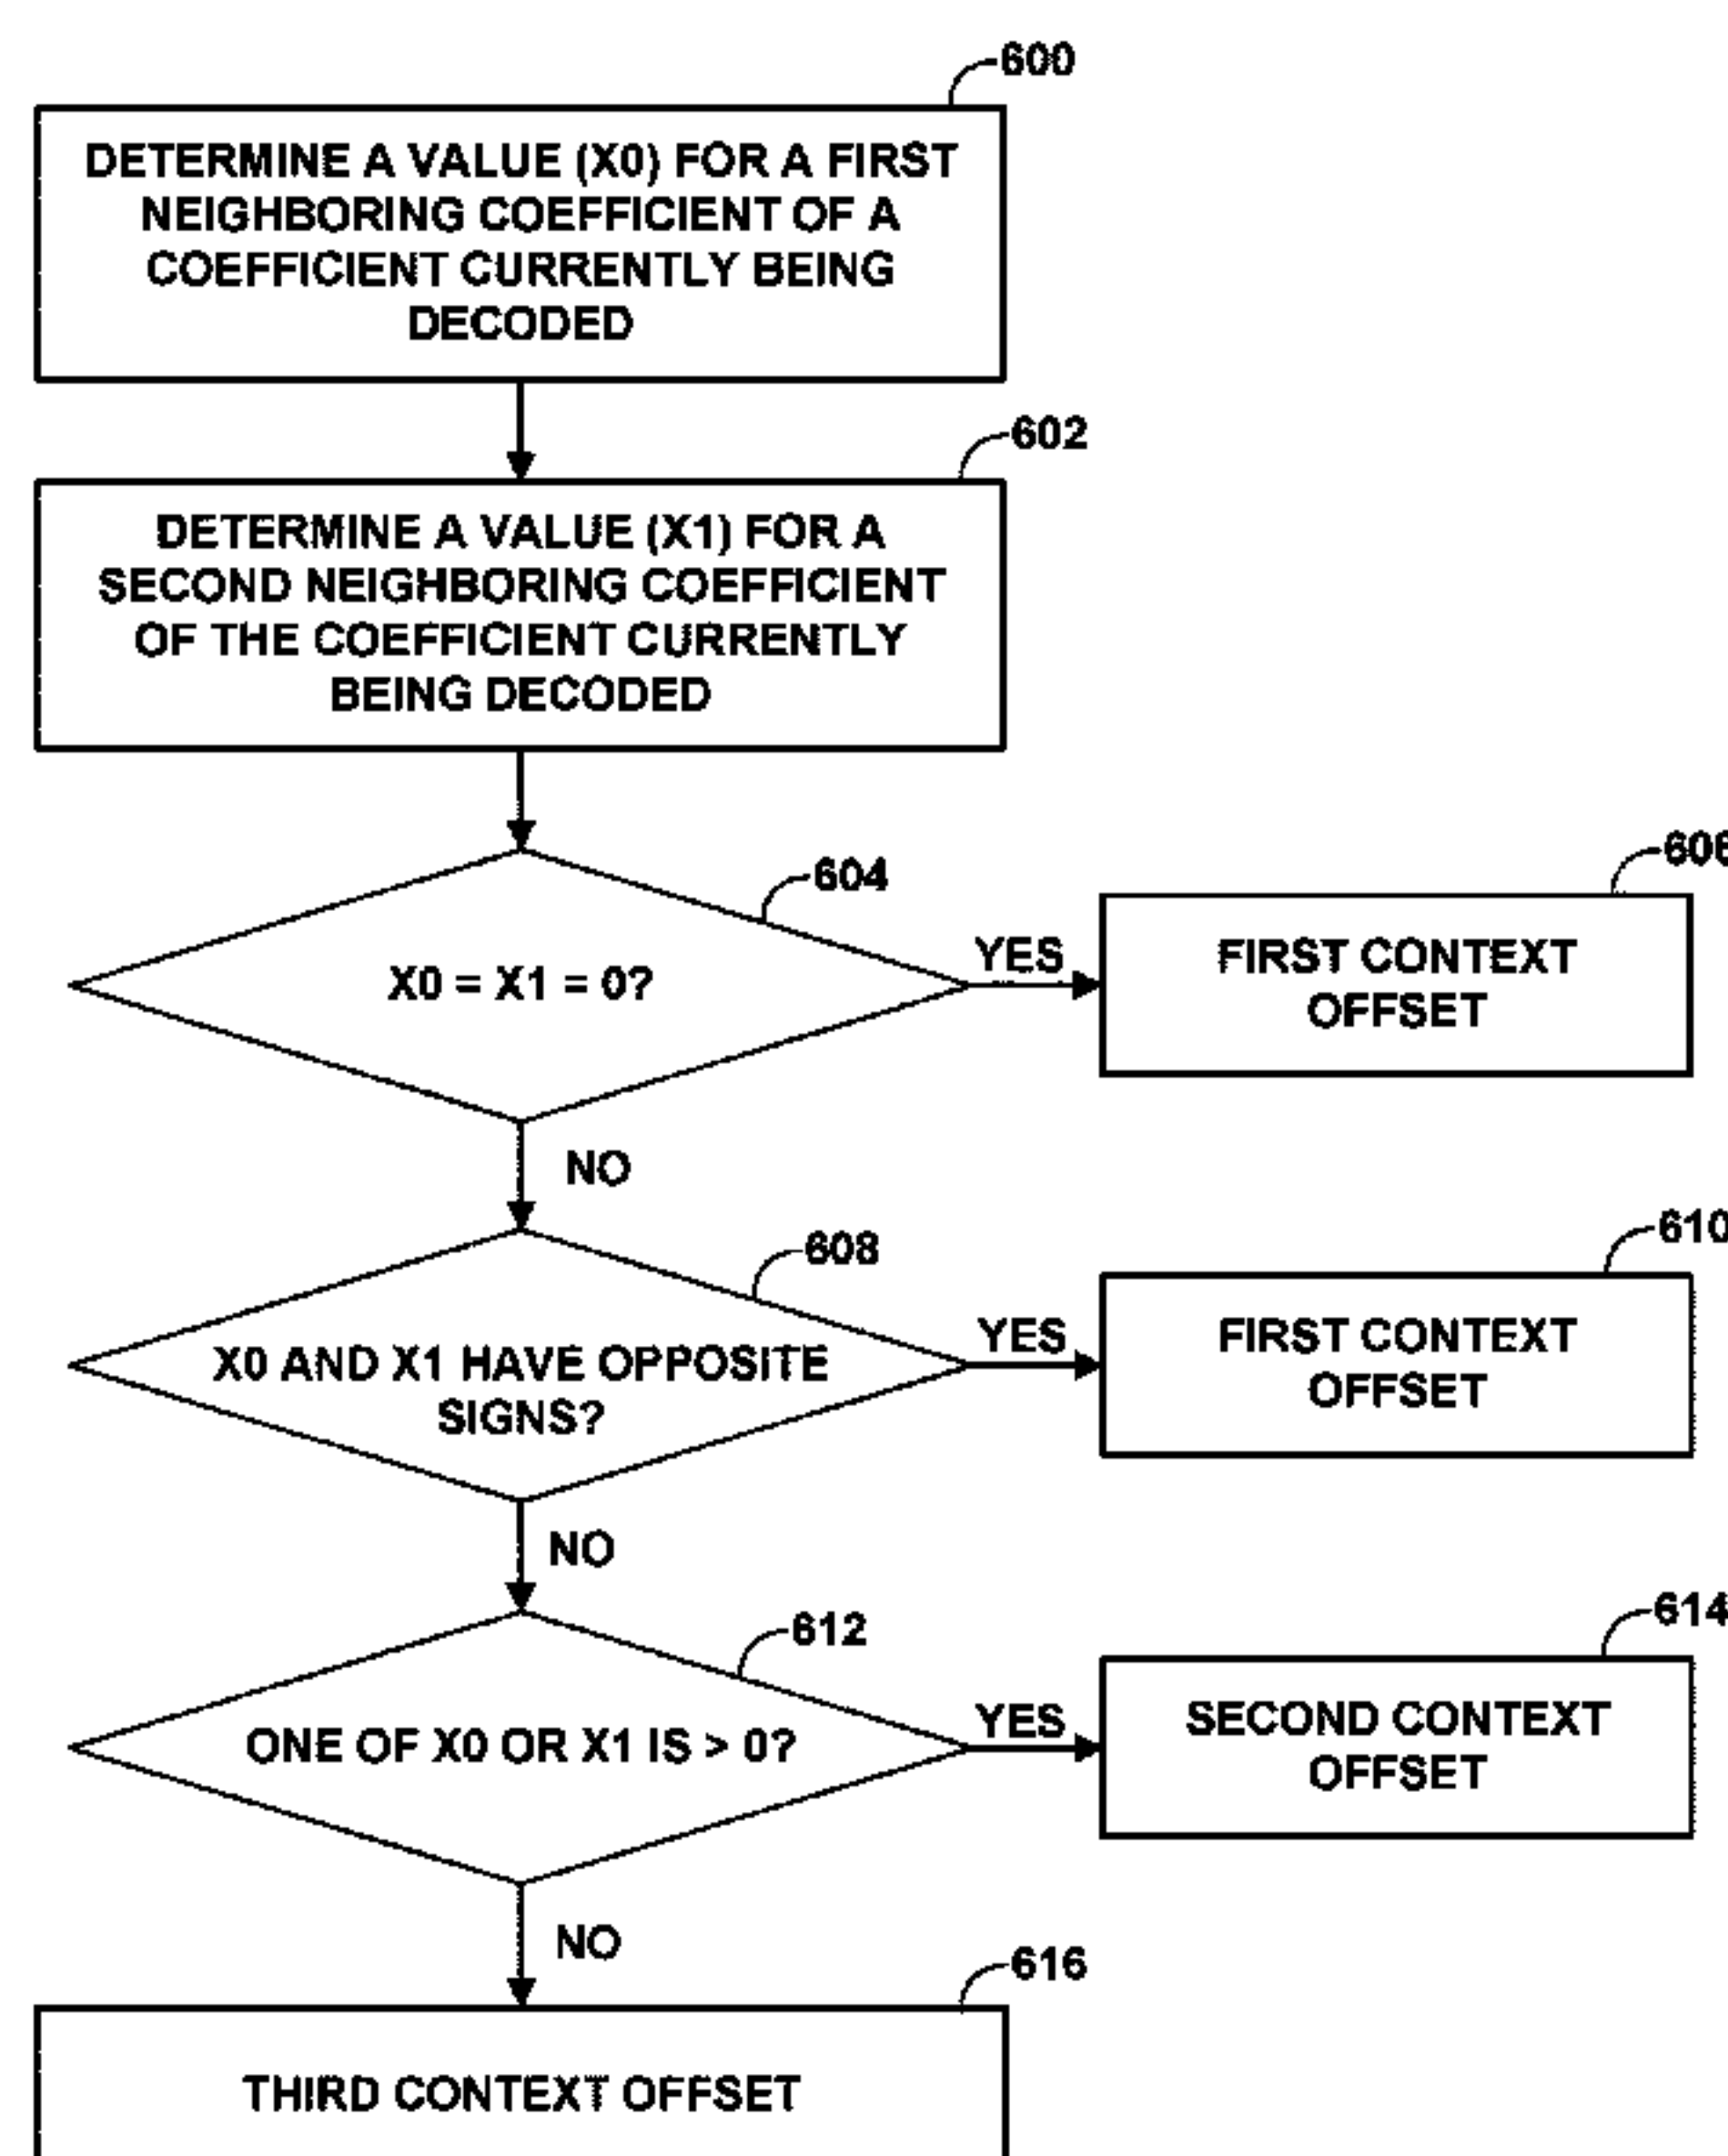 600
DETERMINE A VALUE (X0) FOR A FIRST
NEIGHBORING COEFFICIENT OF A
COEFFICIENT CURRENTLY BEING
DECODED
602
DETERMINE A VALUE (X1) FOR A
SECOND NEIGHBORING COEFFICIENT
OF THE COEFFICIENT CURRENTLY
BEING DECODED
604
X0 = X1 = 0?
YES
606
FIRST CONTEXT
OFFSET
NO
608
X0 AND X1 HAVE OPPOSITE
SIGNS?
YES
610
FIRST CONTEXT
OFFSET
NO
612
ONE OF X0 OR X1 IS > 0?
YES
614
SECOND CONTEXT
OFFSET
NO
616
THIRD CONTEXT OFFSET